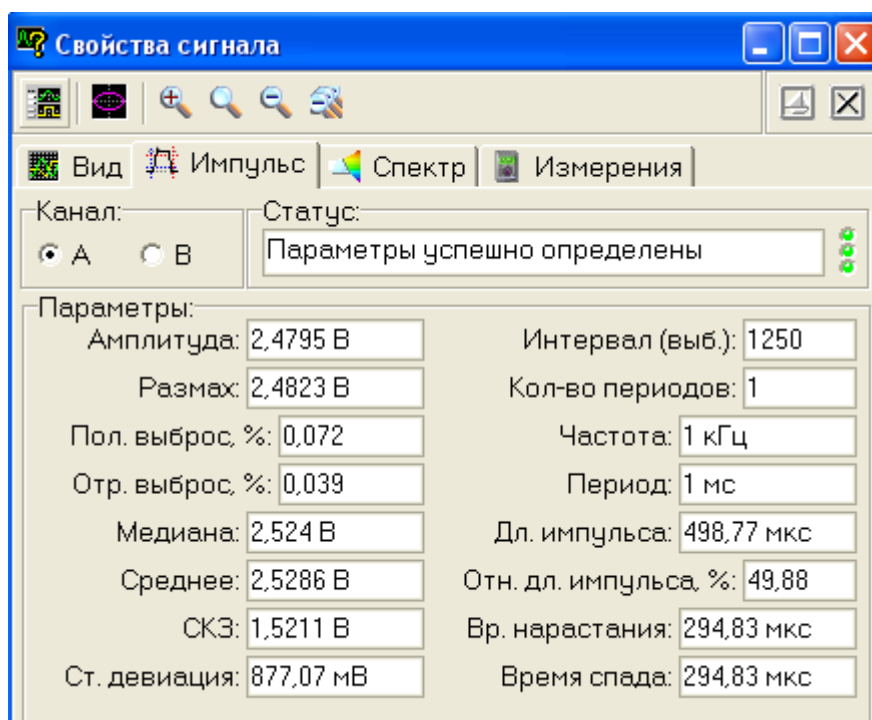 Свойства сигнала
Вид Импульс Спектр Измерения
Канал: Статус:
A B Параметры успешно определены
Параметры:
Амплитуда: 2,4795 В Интервал (выб.): 1250
Размах: 2,4823 В Кол-во периодов: 1
Пол. выброс, %: 0,072 Частота: 1 кГц
Отр. выброс, %: 0,039 Период: 1 мс
Медиана: 2,524 В Дл. импульса: 498,77 мкс
Среднее: 2,5286 В Отн. дл. импульса, %: 49,88
СКЗ: 1,5211 В Вр. нарастания: 294,83 мкс
Ст. девиация: 877,07 мВ Время спада: 294,83 мкс